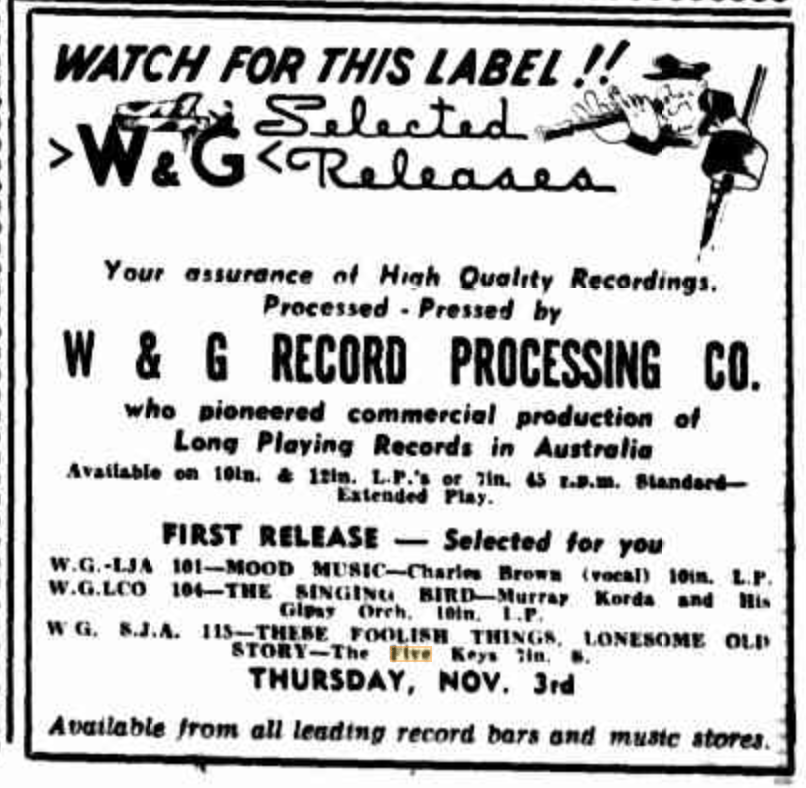 WATCH FOR THIS LABEL !!
>W & G< Selected
Releases
Your assurance of High Quality Recordings.
Processed - Pressed by
W & G RECORD PROCESSING CO.
who pioneered commercial production of
Long Playing Records in Australia
Available on 10in. & 12in. L.P.'s or 7in. 45 r.p.m. Standard—
Extended Play.
FIRST RELEASE — Selected for you
W.G.-LJA 101—MOOD MUSIC—Charles Brown (vocal) 10in. L.P.
W.G.LCO 104—THE SINGING BIRD—Murray Korda and His
Gipsy Orch. 10in. L.P.
W G. S.J.A. 115—THESE FOOLISH THINGS, LONESOME OLD
STORY—The Five Keys 7in. S.
THURSDAY, NOV. 3rd
Available from all leading record bars and music stores.